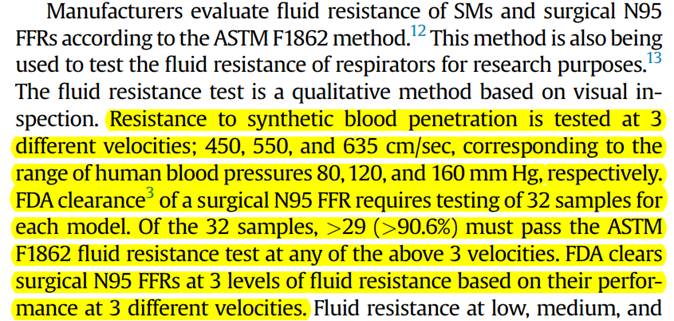 Manufacturers evaluate fluid resistance of SMs and surgical N95
FFRs according to the ASTM F1862 method.12 This method is also being
used to test the fluid resistance of respirators for research purposes.13
The fluid resistance test is a qualitative method based on visual in-
spection. Resistance to synthetic blood penetration is tested at 3
different velocities; 450, 550, and 635 cm/sec, corresponding to the
range of human blood pressures 80, 120, and 160 mm Hg, respectively.
FDA clearance3 of a surgical N95 FFR requires testing of 32 samples for
each model. Of the 32 samples, >29 (>90.6%) must pass the ASTM
F1862 fluid resistance test at any of the above 3 velocities. FDA clears
surgical N95 FFRs at 3 levels of fluid resistance based on their perfor-
mance at 3 different velocities. Fluid resistance at low, medium, and